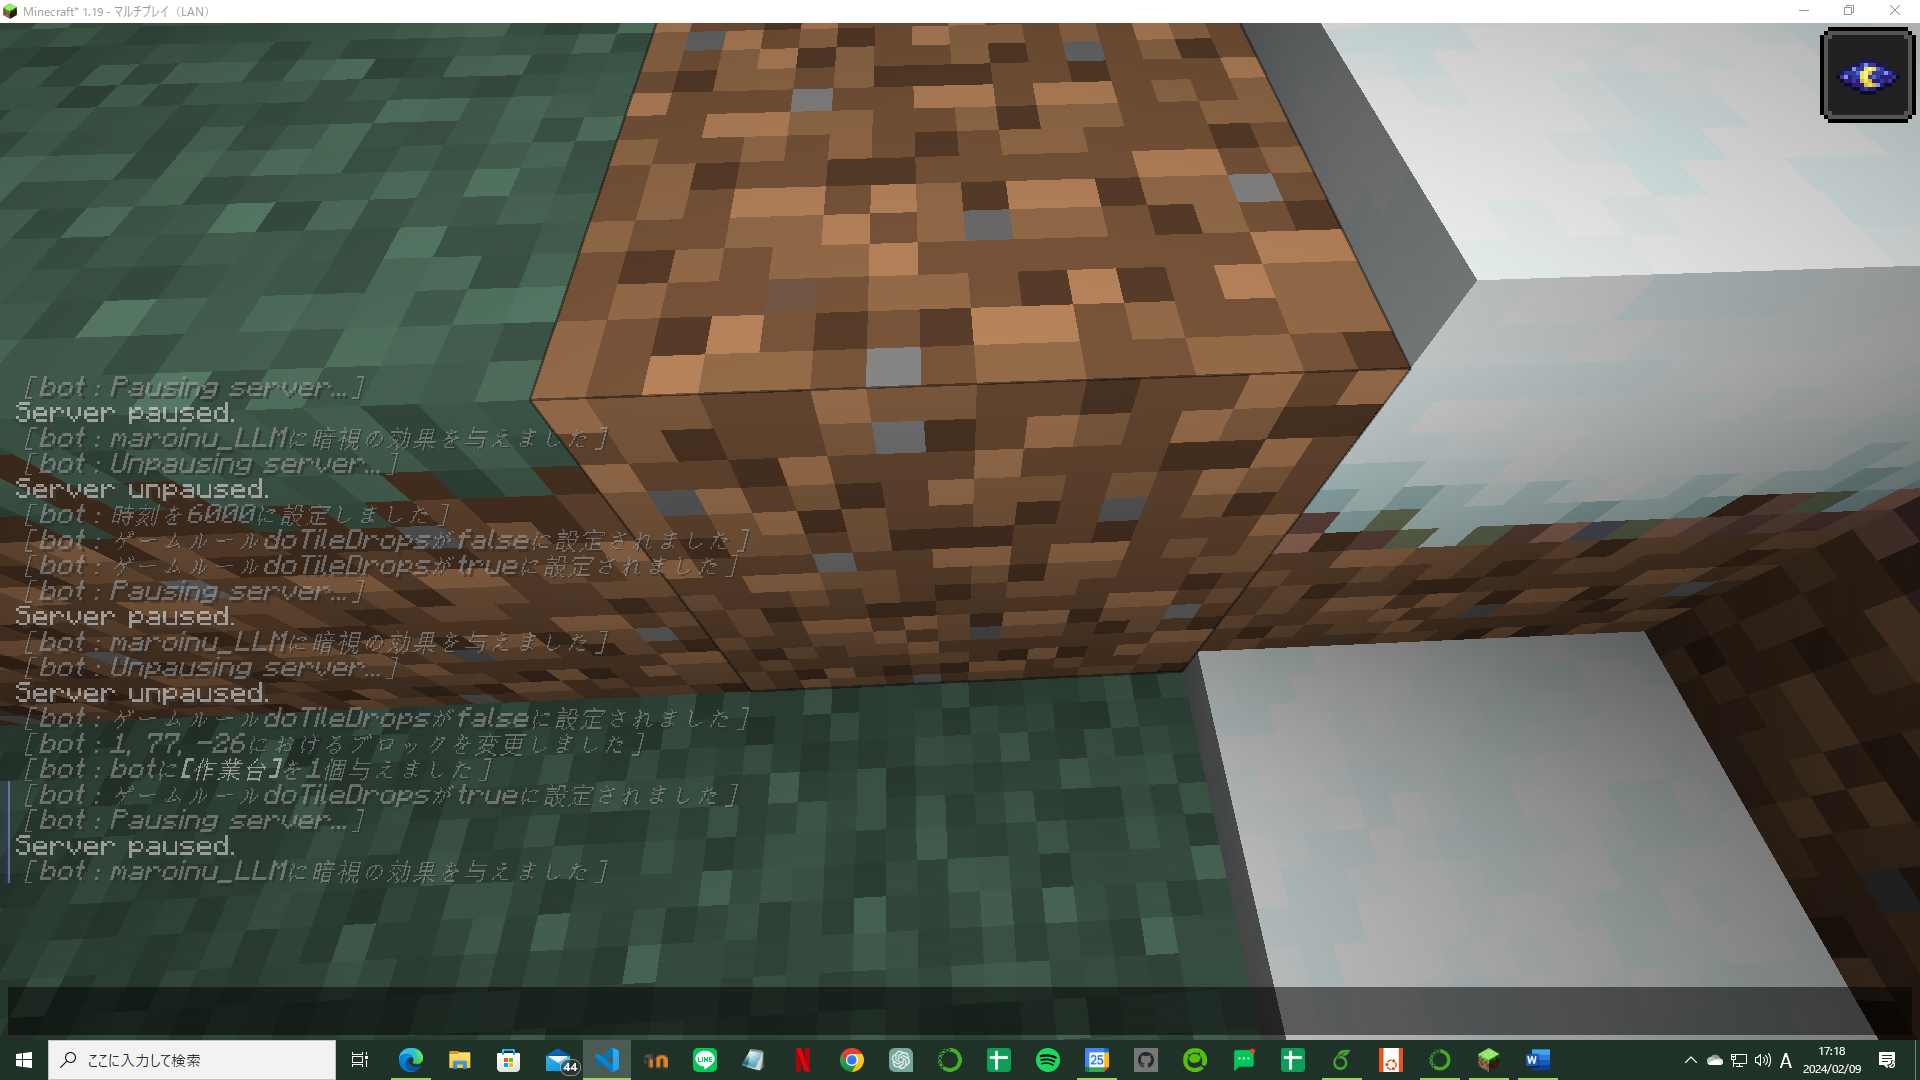 Minecraft* 1.19 - マルチプレイ (LAN)
[bot: Pausing server…]
Server paused.
[bot: maroinu_LLMに暗視の効果を与えました]
[bot: Unpausing server…]
Server unpaused.
[bot: 時刻を6000に設定しました]
[bot: ゲームルールdoTileDropsがfalseに設定されました]
[bot: ゲームルールdoTileDropsがtrueに設定されました]
[bot: Pausing server…]
Server paused.
[bot: maroinu_LLMに暗視の効果を与えました]
[bot: Unpausing server…]
Server unpaused.
[bot: ゲームルールdoTileDropsがfalseに設定されました]
[bot: 1, 77, -26におけるブロックを変更しました]
[bot: botに[作業台]を1個与えました]
[bot: ゲームルールdoTileDropsがtrueに設定されました]
[bot: Pausing server…]
Server paused.
[bot: maroinu_LLMに暗視の効果を与えました]
ここに入力して検索
44
in
LINE
N
25
W
A
17:18
2024/02/09